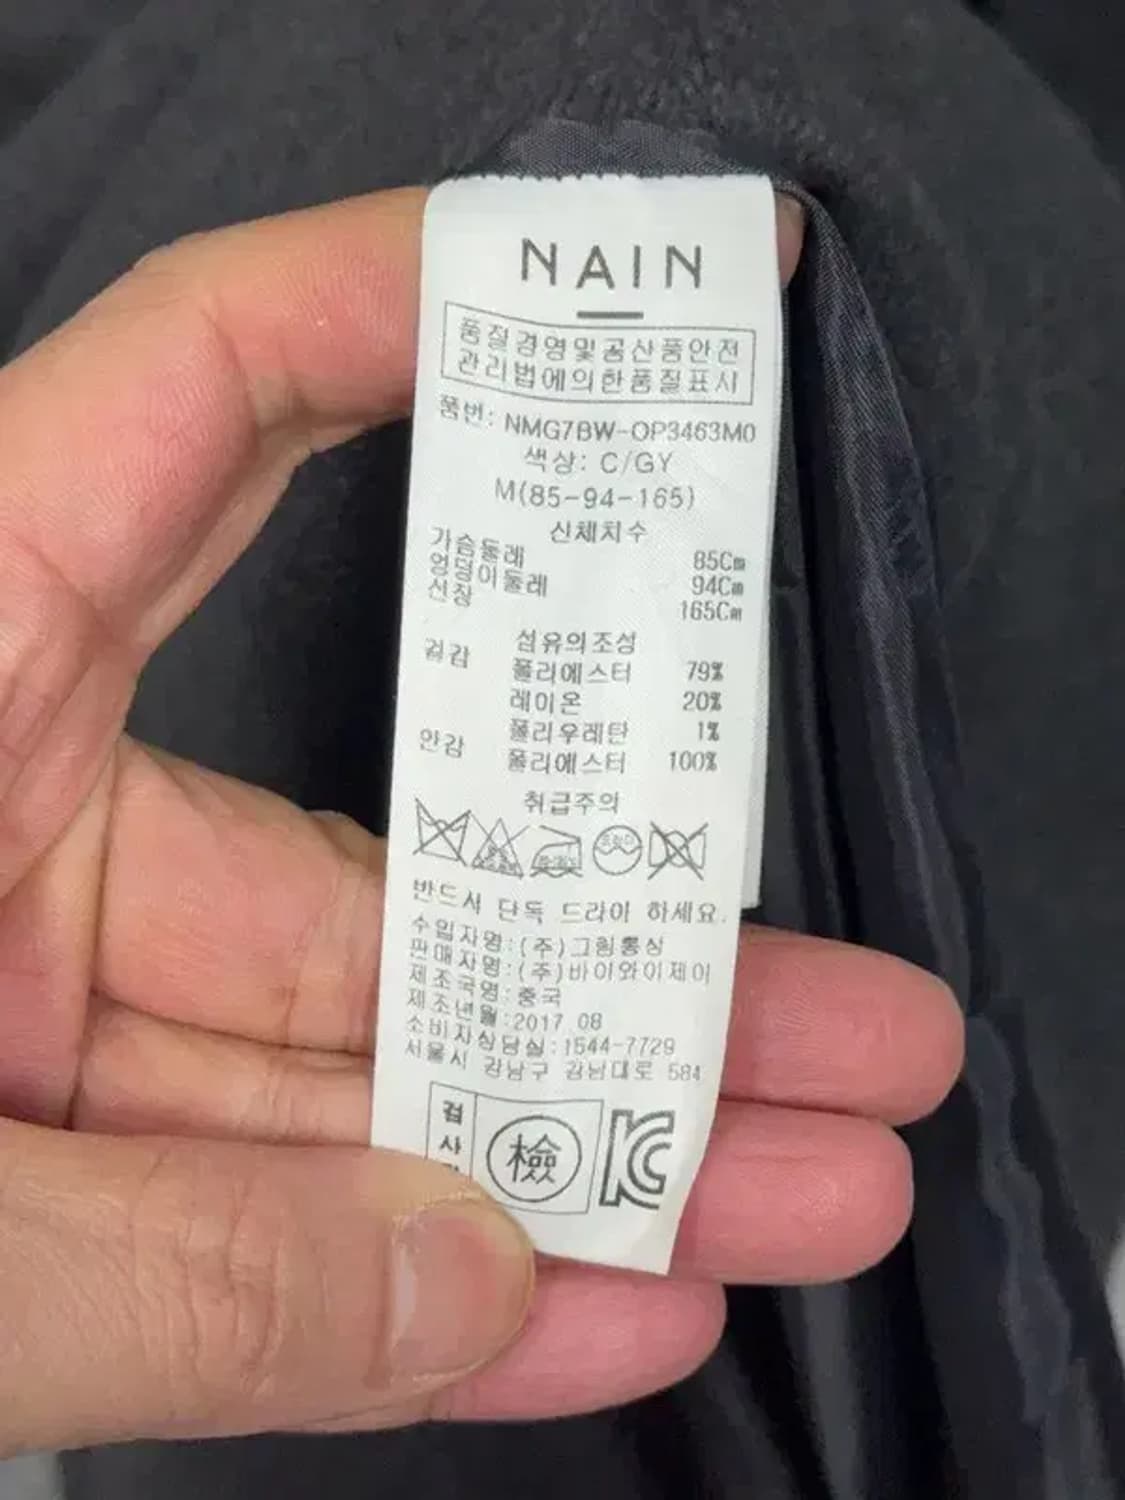 NAIN
품질경영및공산품안전
관리법에의한품질표시
품번: NMG7BW-OP3463M0
색상: C/GY
M(85-94-165)
신체치수
가슴둘레 85Cm
엉덩이둘레 94Cm
신장 165Cm
섬유의조성
겉감 폴리에스터 79%
레이온 20%
폴리우레탄 1%
안감 폴리에스터 100%
취급주의
드라이
반드시 단독 드라이 하세요.
수입자명:(주)그림통상
판매자명:(주)바이와이제이
제조국명:중국
제조년월:2017 08
소비자상담실:1544-7729
서울시 강남구 강남대로 584
검사
檢